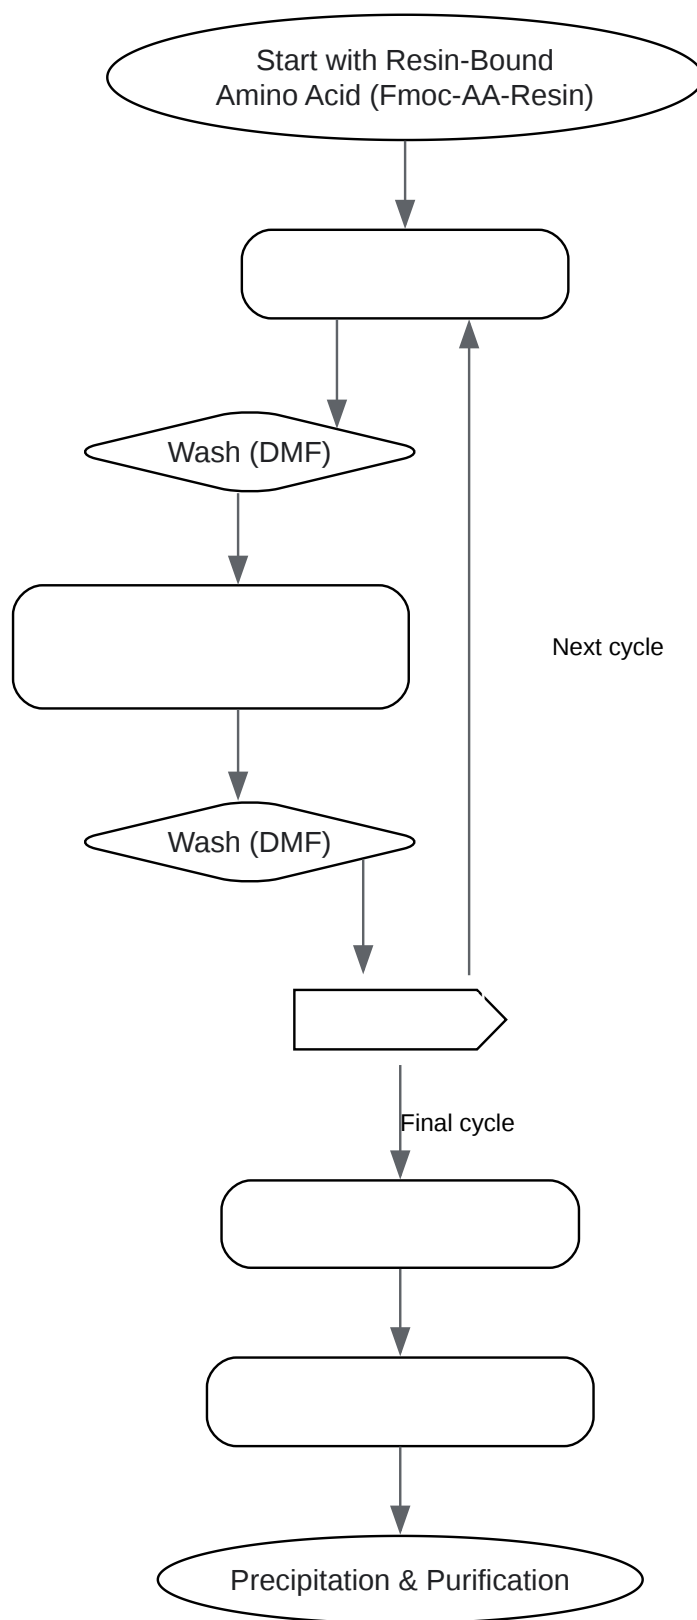 Start with Resin-Bound
Amino Acid (Fmoc-AA-Resin)
Wash (DMF)
Next cycle
Wash (DMF)
Final cycle
Precipitation & Purification